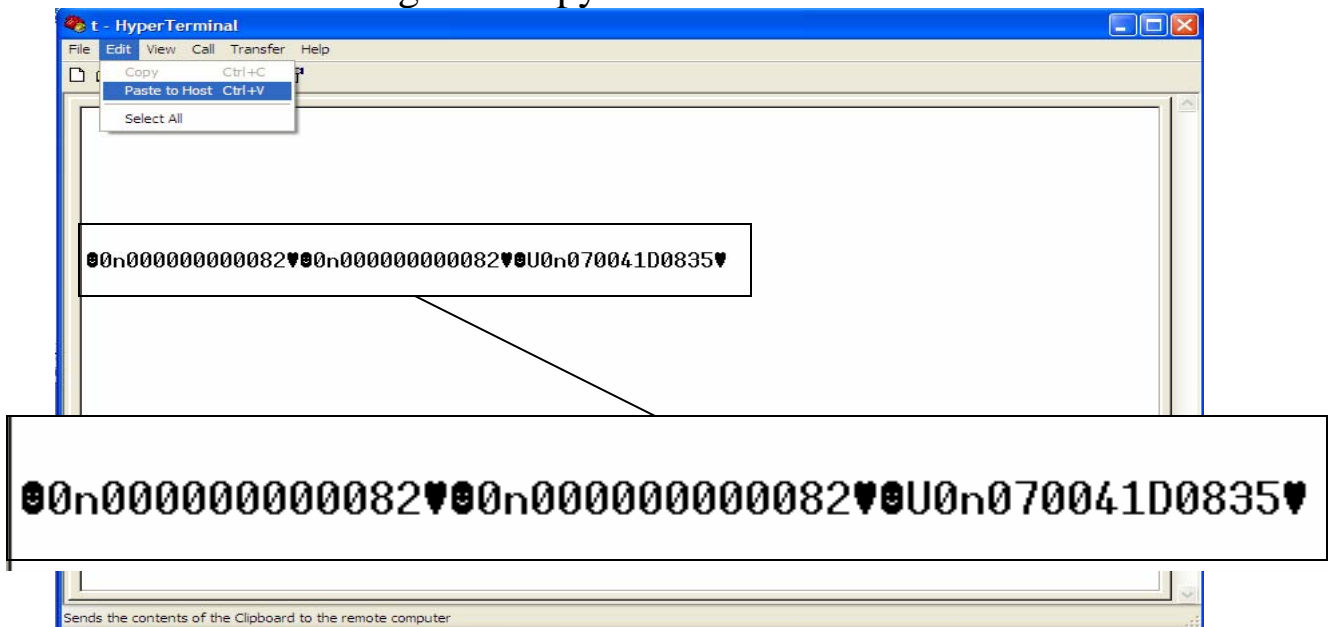 t - HyperTerminal
File Edit View Call Transfer Help
Copy Ctrl+C
Paste to Host Ctrl+V
Select All
☻0n000000000082♥☻0n000000000082♥☻U0n070041D0835♥
☻0n000000000082♥☻0n000000000082♥☻U0n070041D0835♥
Sends the contents of the Clipboard to the remote computer